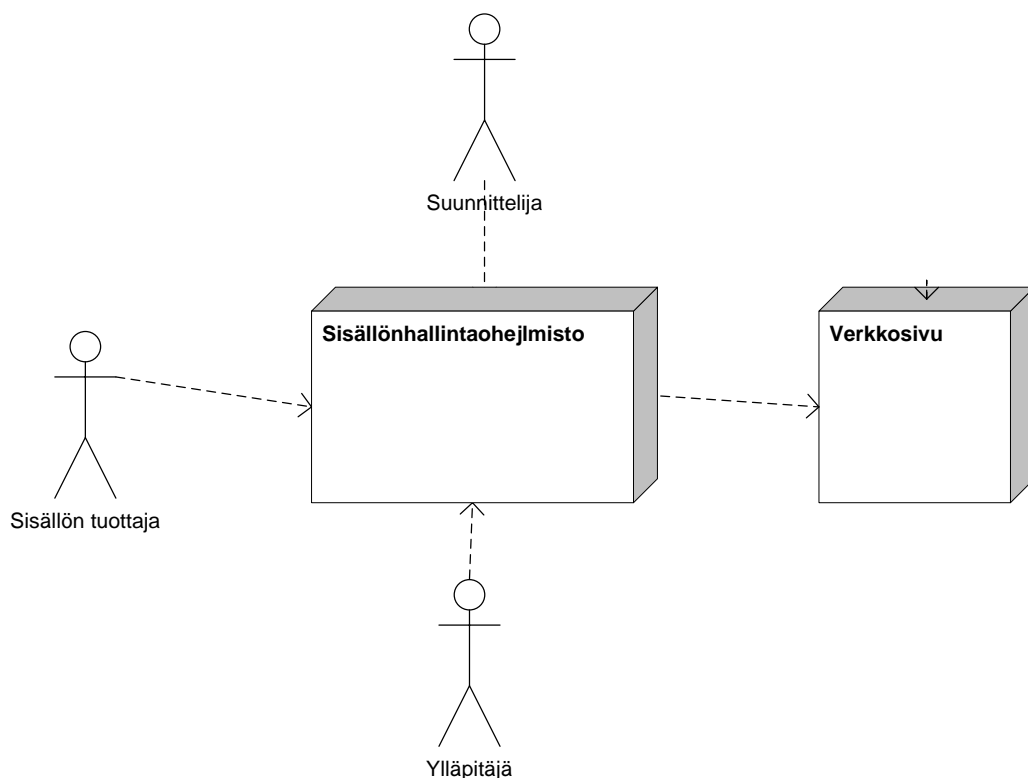 Suunnittelija
Sisällönhallintaohejlmisto
Verkkosivu
Sisällön tuottaja
Ylläpitäjä